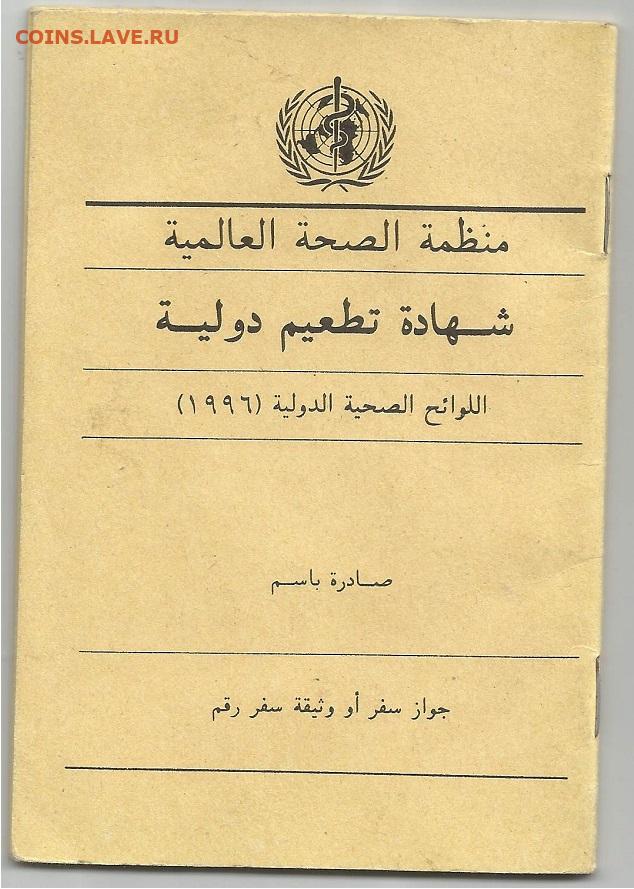 COINS.LAVE.RU
منظمة الصحة العالمية
شهادة تطعيم دولية
اللوائح الصحية الدولية (١٩٩٦)
صادرة باسم
جواز سفر أو وثيقة سفر رقم